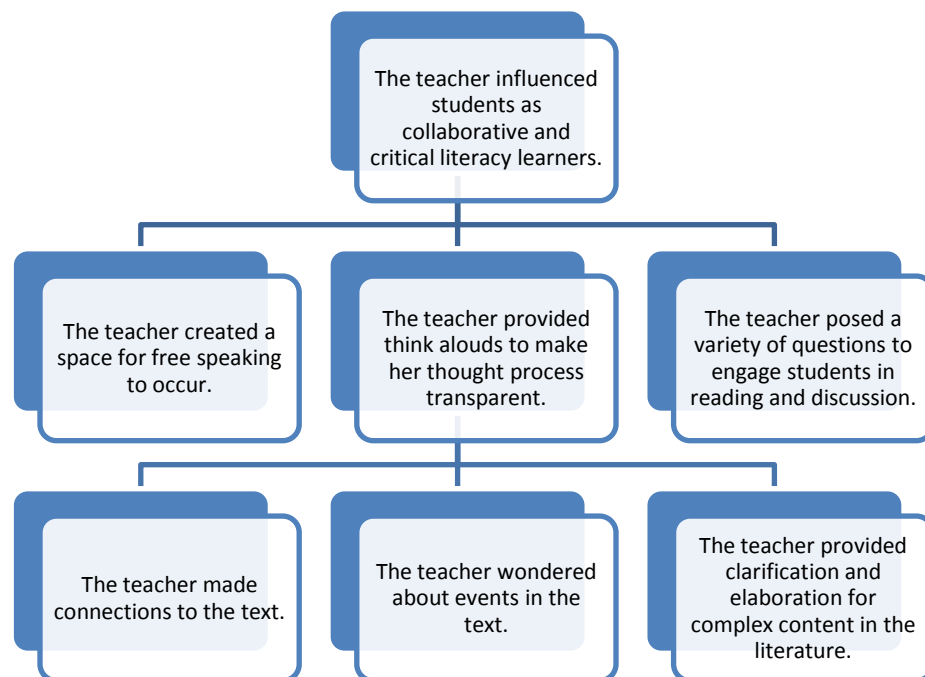 The teacher influenced
students as
collaborative and
critical literacy learners.
The teacher created a
space for free speaking
to occur.
The teacher provided
think alouds to make
her thought process
transparent.
The teacher posed a
variety of questions to
engage students in
reading and discussion.
The teacher made
connections to the text.
The teacher wondered
about events in the
text.
The teacher provided
clarification and
elaboration for
complex content in the
literature.